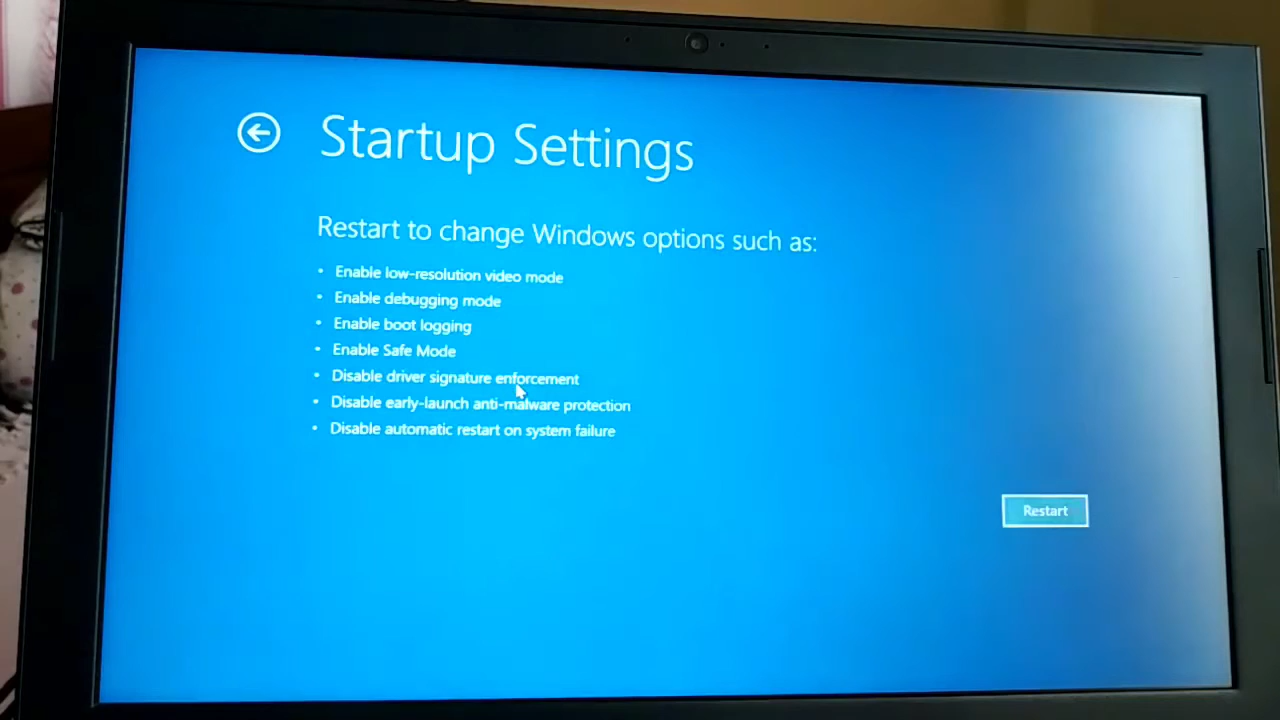 Startup Settings
Restart to change Windows options such as:
• Enable low-resolution video mode
• Enable debugging mode
• Enable boot logging
• Enable Safe Mode
• Disable driver signature enforcement
• Disable early-launch anti-malware protection
• Disable automatic restart on system failure
Restart